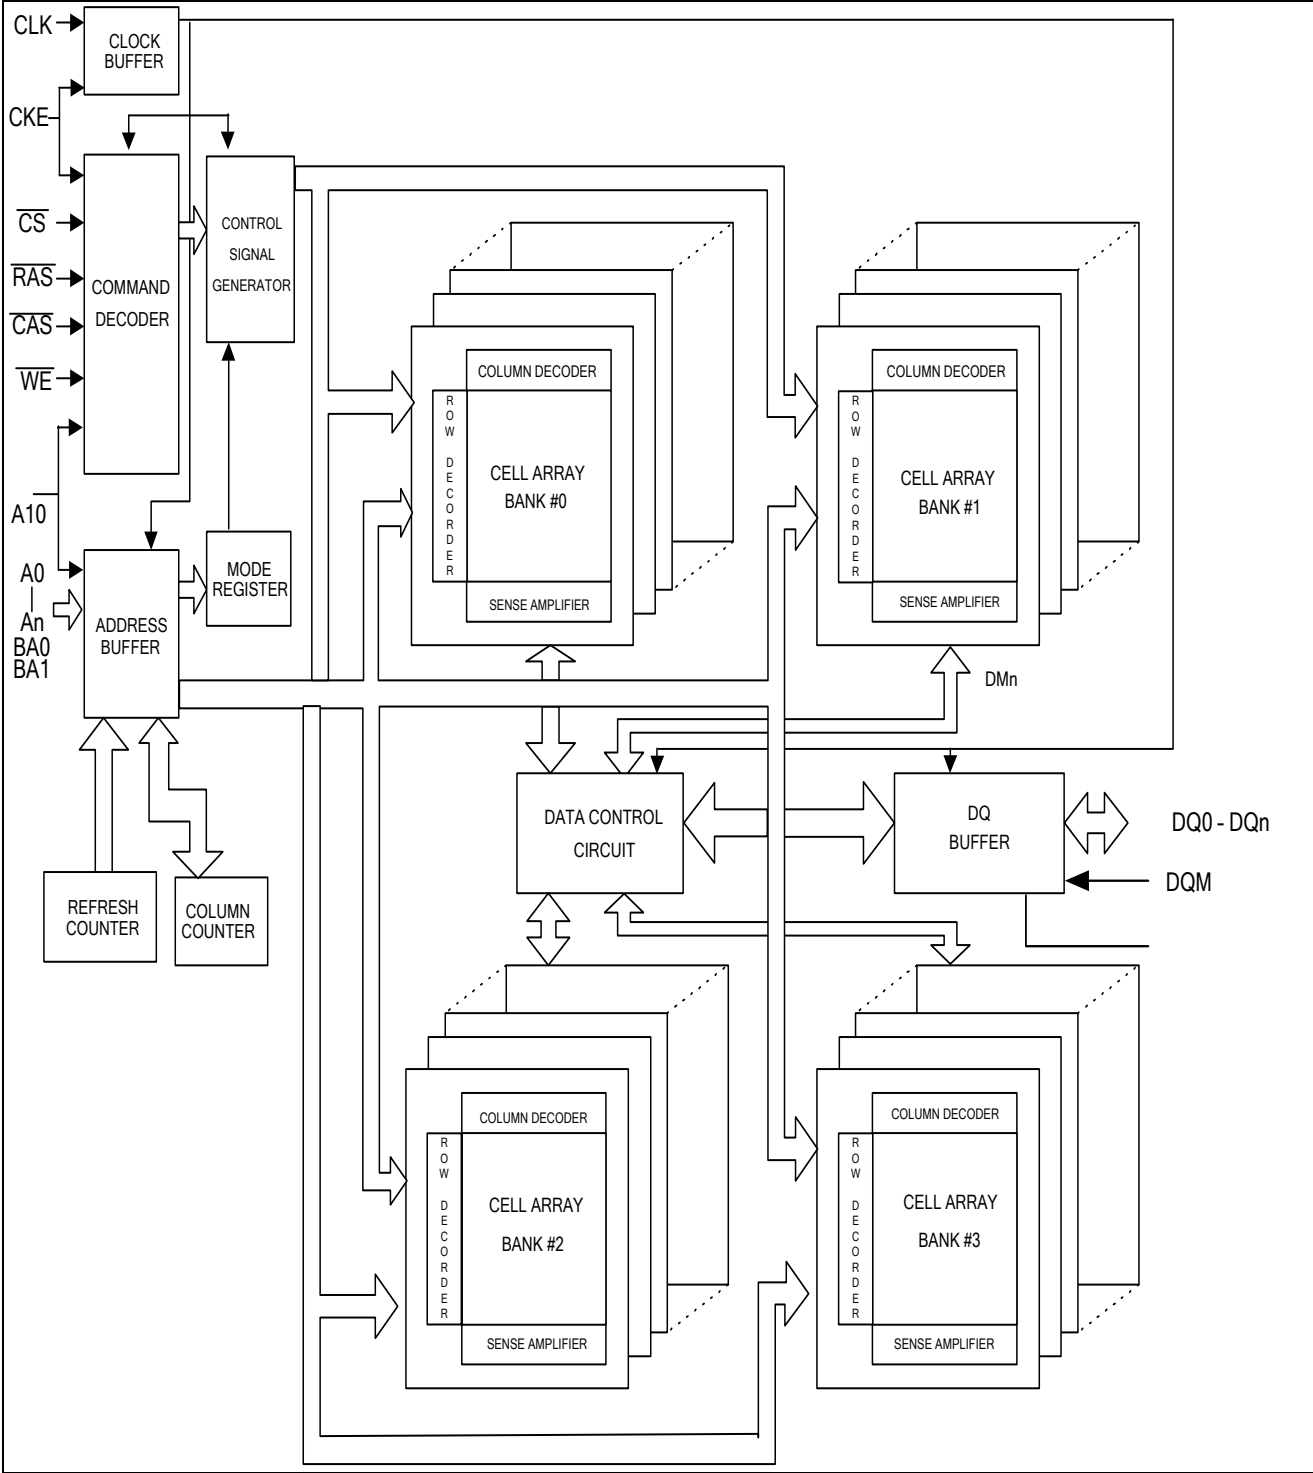 CLK
CLOCK
BUFFER
CKE
CS
RAS
CAS
WE
A10
COMMAND
DECODER
CONTROL
SIGNAL
GENERATOR
A0
An
BA0
BA1
ADDRESS
BUFFER
MODE
REGISTER
REFRESH
COUNTER
COLUMN
COUNTER
COLUMN DECODER
ROW DECORDER
CELL ARRAY
BANK #0
SENSE AMPLIFIER
COLUMN DECODER
ROW DECORDER
CELL ARRAY
BANK #1
SENSE AMPLIFIER
DMn
DATA CONTROL
CIRCUIT
DQ
BUFFER
DQ0 - DQn
DQM
COLUMN DECODER
ROW DECORDER
CELL ARRAY
BANK #2
SENSE AMPLIFIER
COLUMN DECODER
ROW DECORDER
CELL ARRAY
BANK #3
SENSE AMPLIFIER